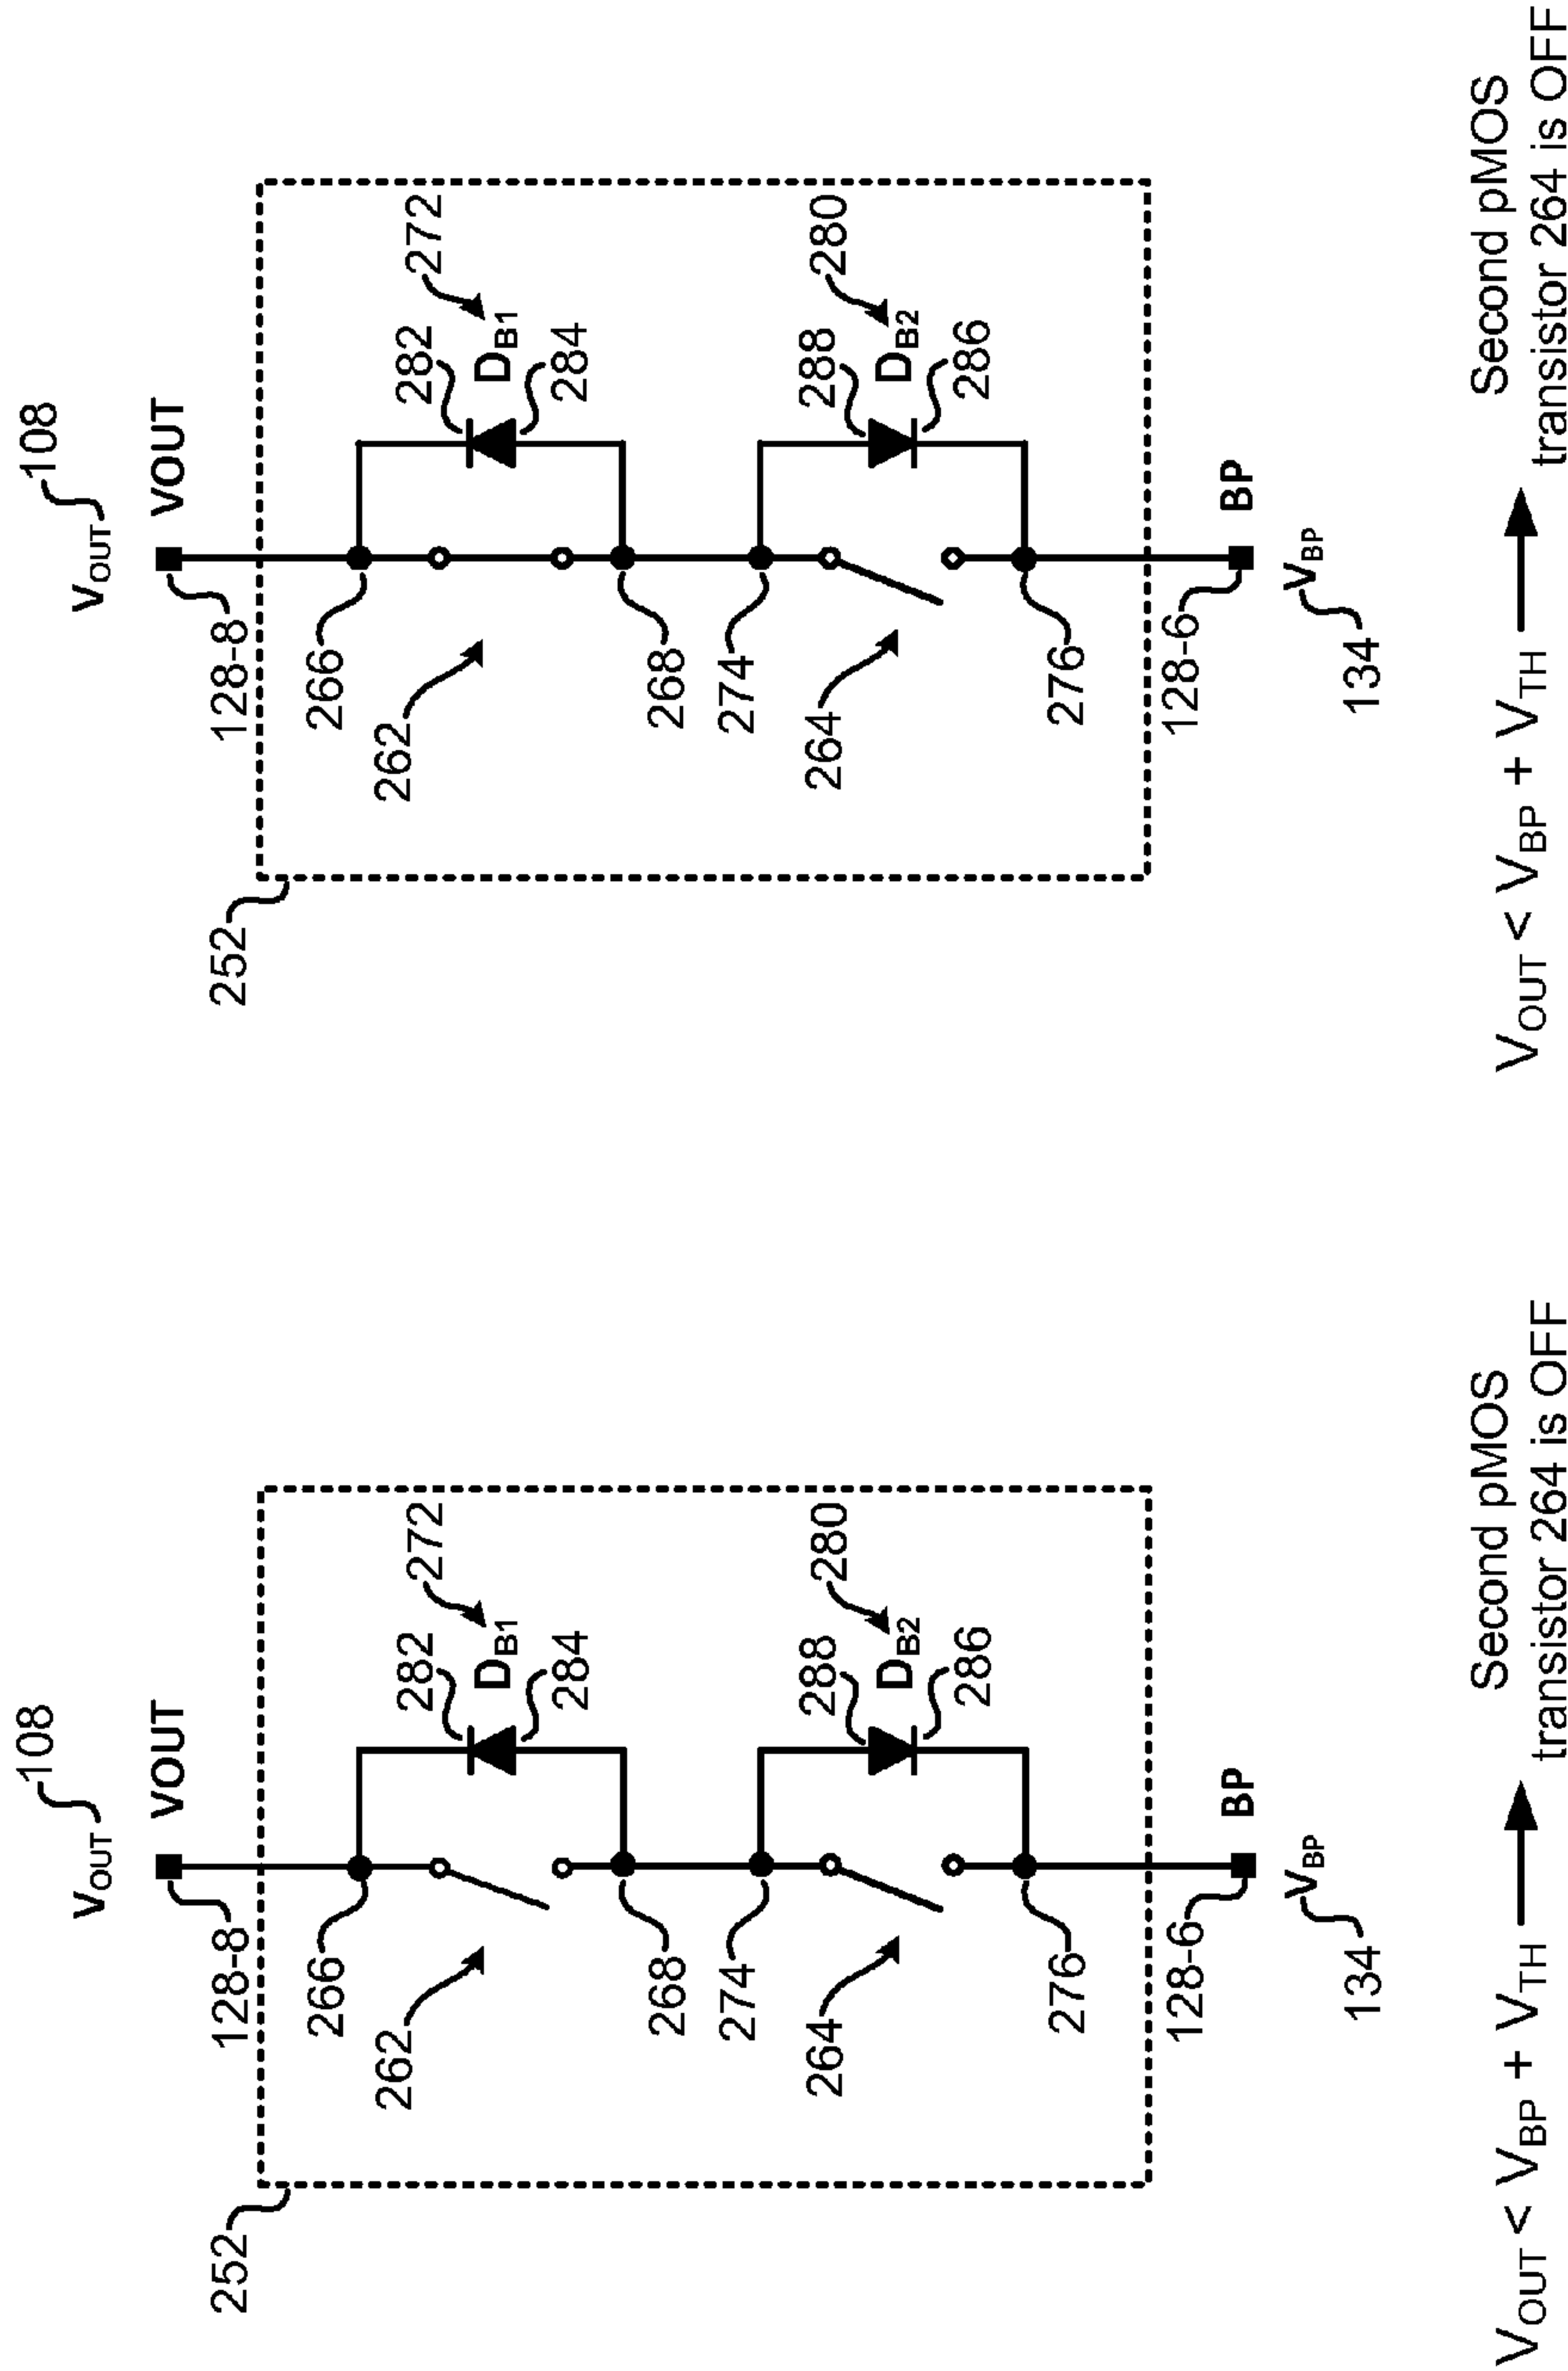 108
VOUT
VOUT
128-8
252
266
282
272
DB1
284
262
268
274
288
280
DB2
286
264
276
128-6
BP
VBP
134
VOUT < VBP + VTH
Second pMOS
transistor 264 is OFF
108
VOUT
VOUT
128-8
252
266
282
272
DB1
284
262
268
274
288
280
DB2
286
264
276
128-6
BP
VBP
134
VOUT < VBP + VTH
Second pMOS
transistor 264 is OFF